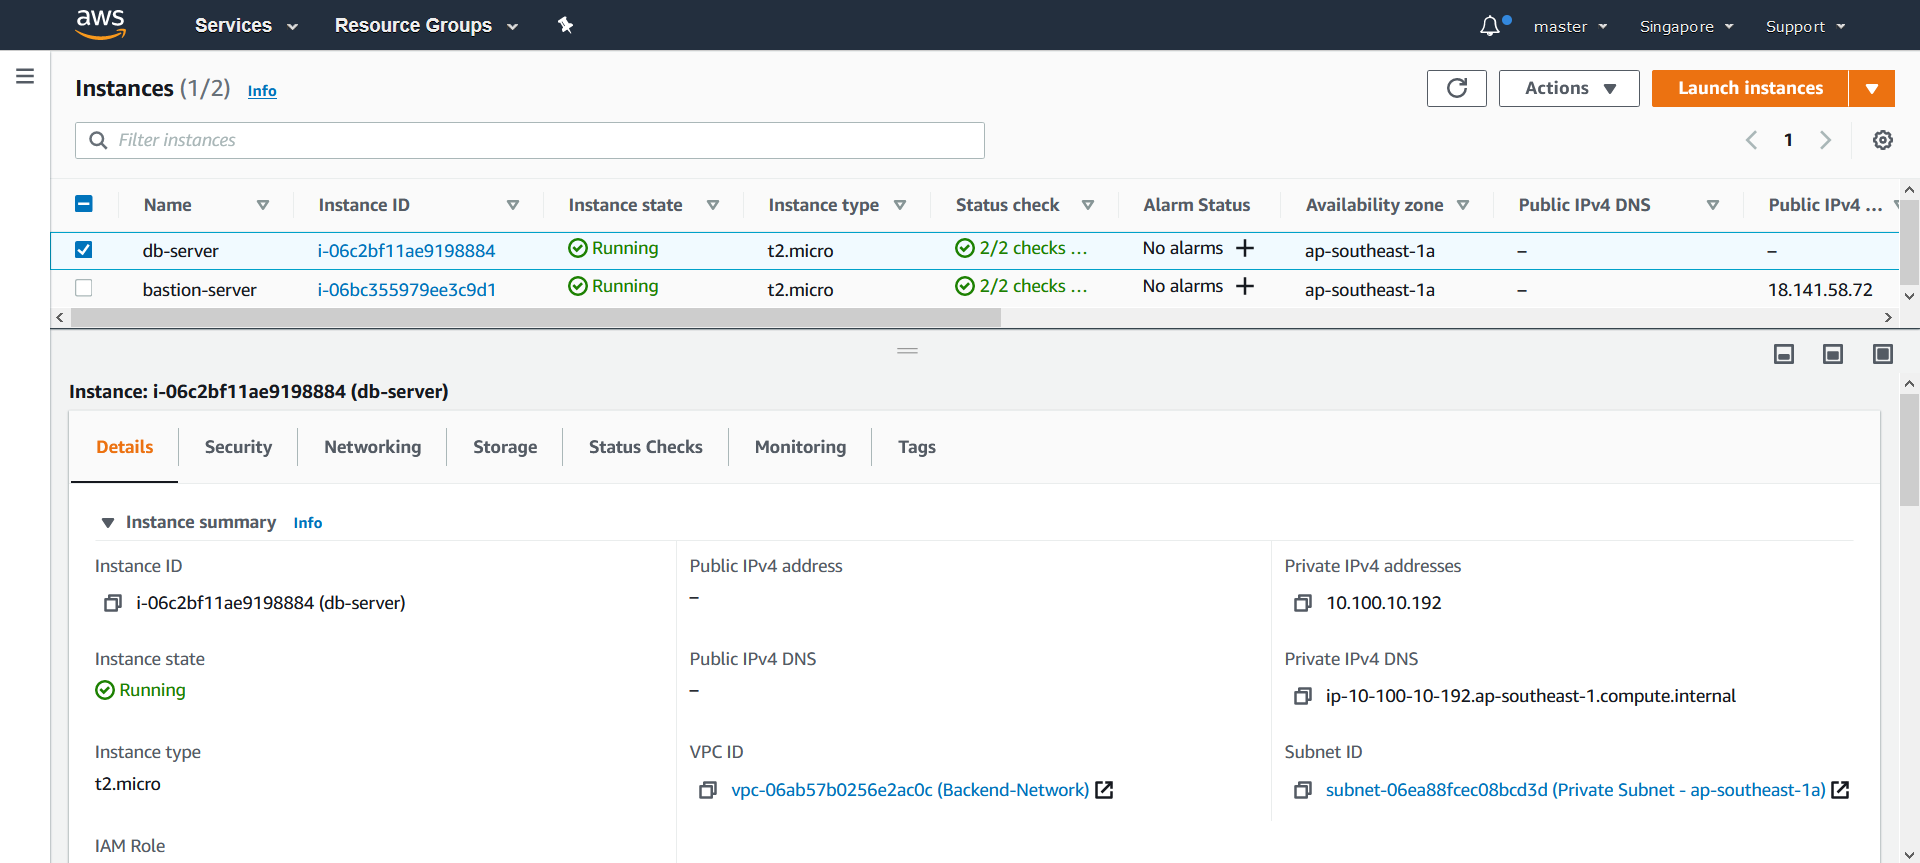 aws Services Resource Groups master Singapore Support
Instances (1/2) Info Actions Launch instances
Filter instances 1
Name Instance ID Instance state Instance type Status check Alarm Status Availability zone Public IPv4 DNS Public IPv4 ...
db-server i-06c2bf11ae9198884 Running t2.micro 2/2 checks ... No alarms + ap-southeast-1a – –
bastion-server i-06bc355979ee3c9d1 Running t2.micro 2/2 checks ... No alarms + ap-southeast-1a – 18.141.58.72
Instance: i-06c2bf11ae9198884 (db-server)
Details Security Networking Storage Status Checks Monitoring Tags
Instance summary Info
Instance ID Public IPv4 address Private IPv4 addresses
i-06c2bf11ae9198884 (db-server) – 10.100.10.192
Instance state Public IPv4 DNS Private IPv4 DNS
Running – ip-10-100-10-192.ap-southeast-1.compute.internal
Instance type VPC ID Subnet ID
t2.micro vpc-06ab57b0256e2ac0c (Backend-Network) subnet-06ea88fcec08bcd3d (Private Subnet - ap-southeast-1a)
IAM Role